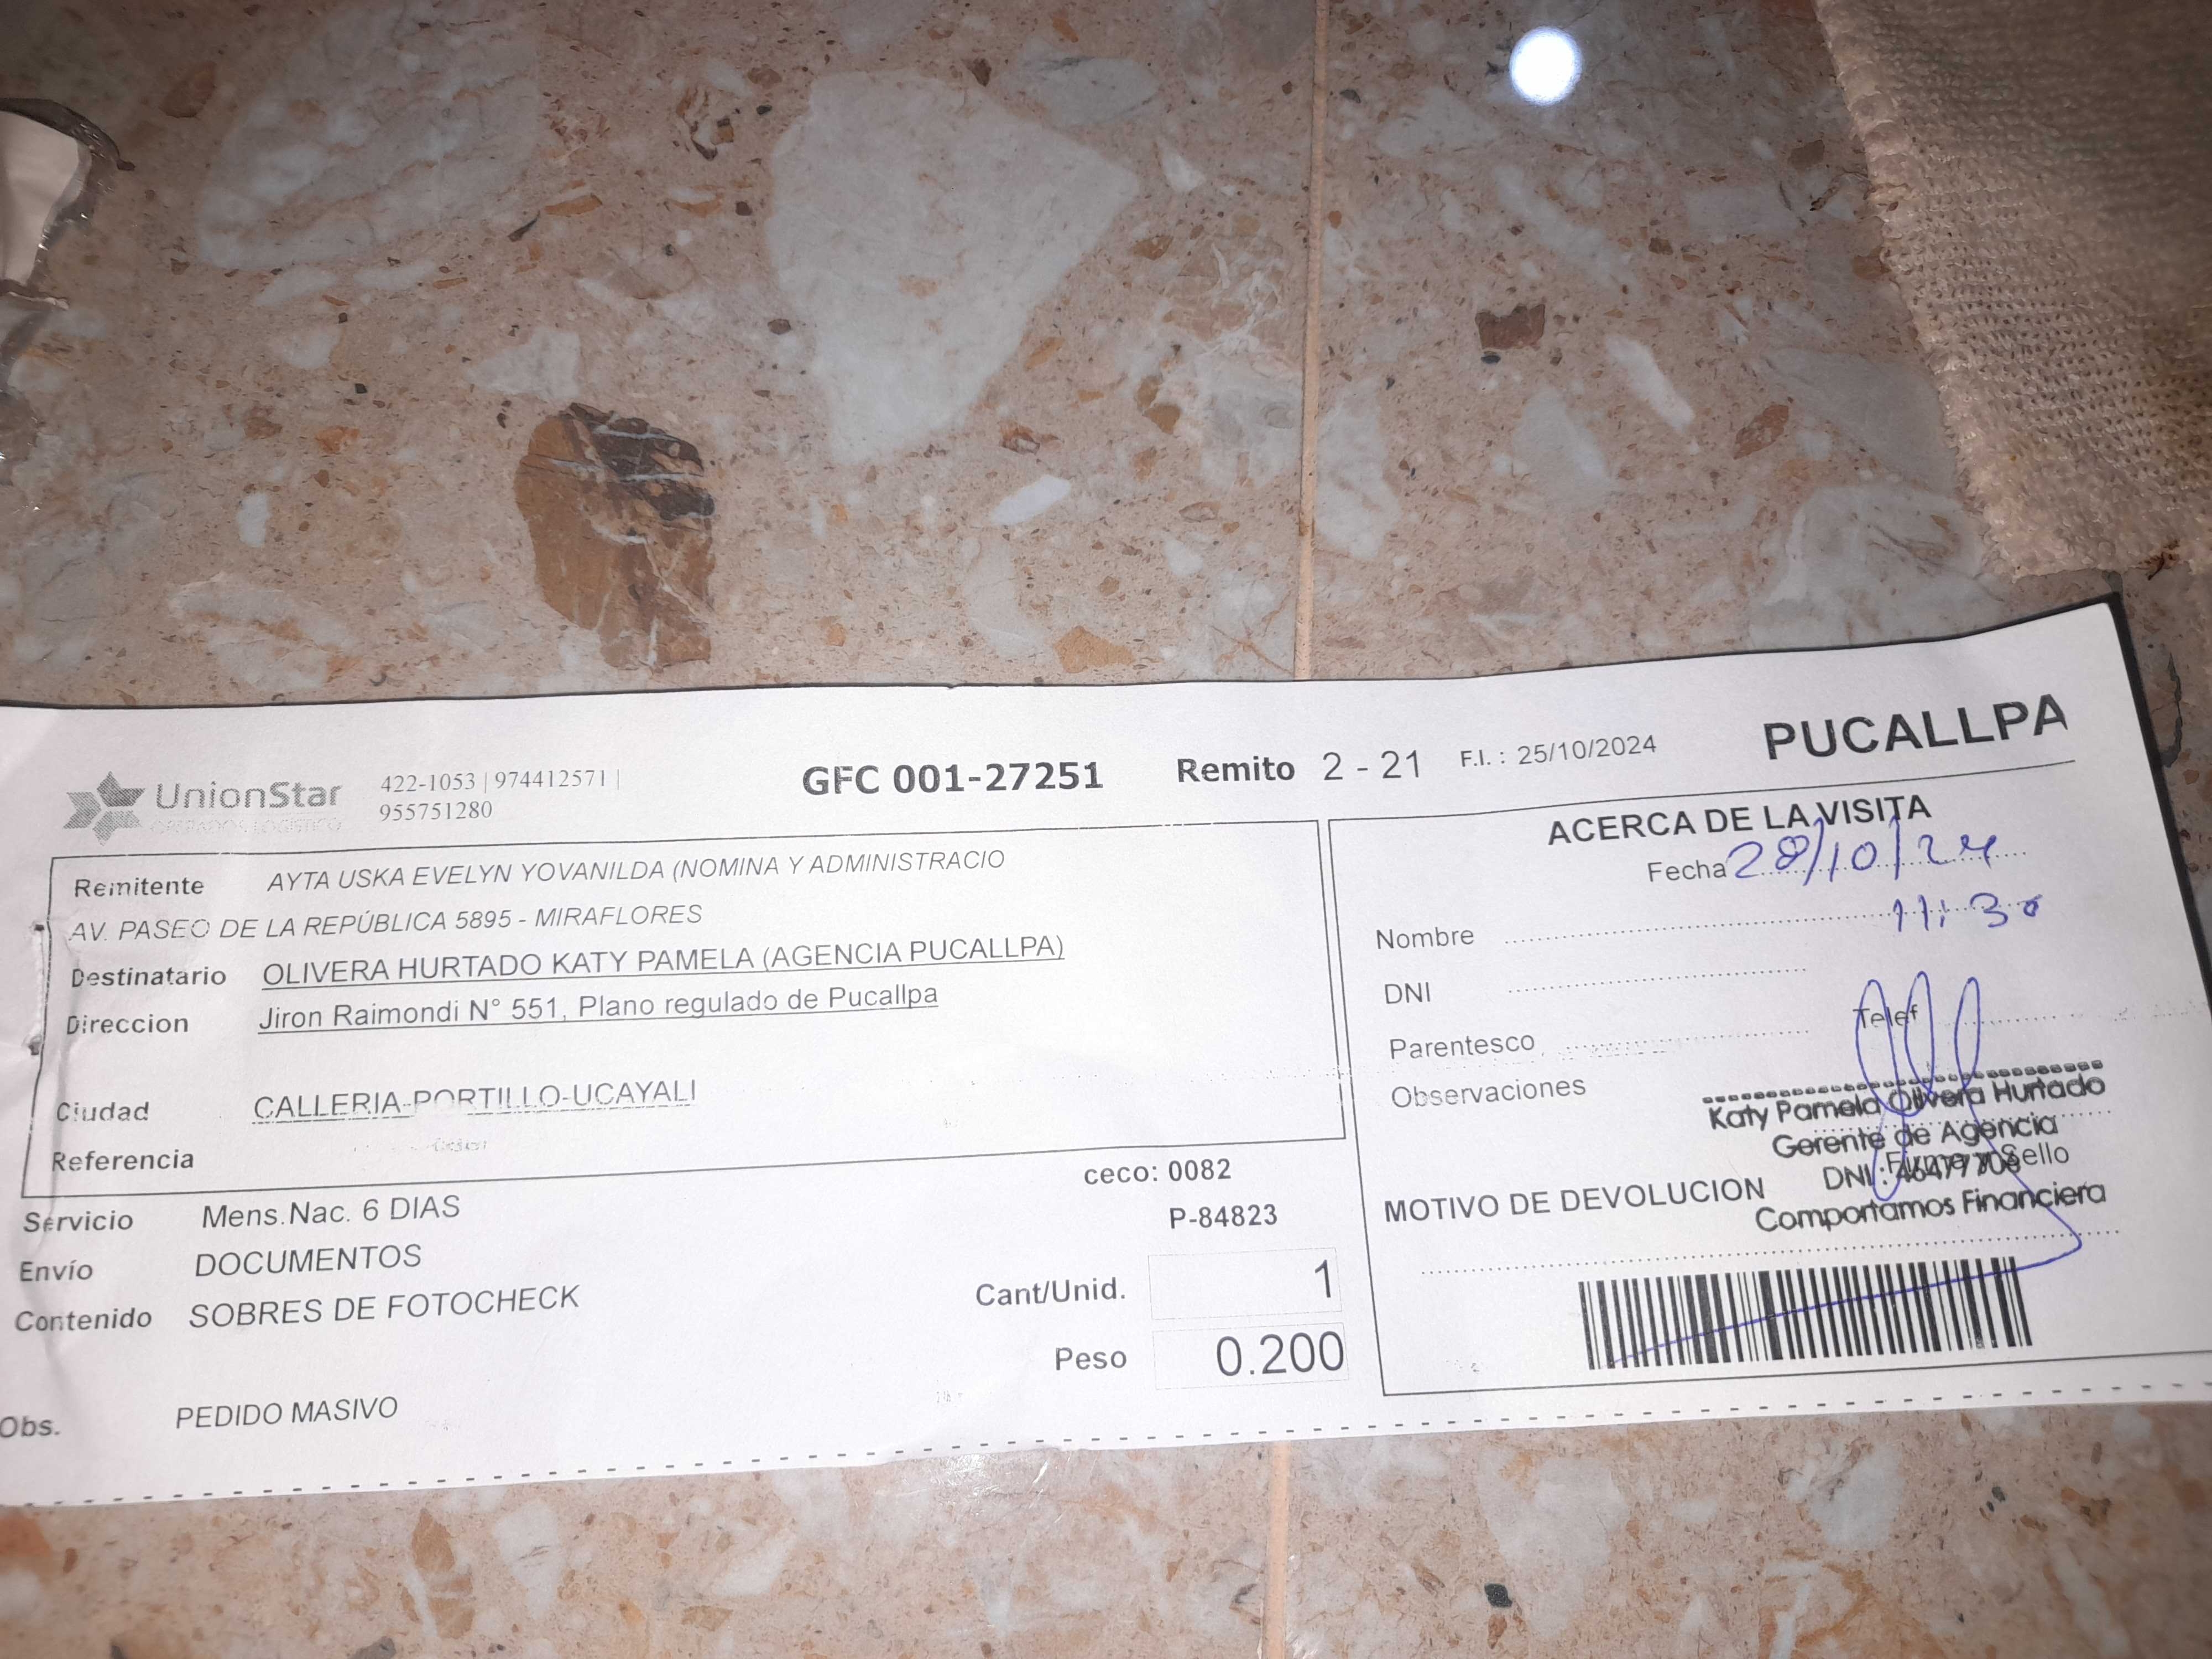 UnionStar
OPERADOR LOGISTICO
422-1053 | 974412571 |
955751280
GFC 001-27251
Remito 2 - 21
F.I. : 25/10/2024
PUCALLPA
Remitente AYTA USKA EVELYN YOVANILDA (NOMINA Y ADMINISTRACIO
AV. PASEO DE LA REPÚBLICA 5895 - MIRAFLORES
Destinatario OLIVERA HURTADO KATY PAMELA (AGENCIA PUCALLPA)
Direccion Jiron Raimondi N° 551, Plano regulado de Pucallpa
Ciudad CALLERIA-PORTILLO-UCAYALI
Referencia
ceco: 0082
Servicio Mens.Nac. 6 DIAS
P-84823
Envío DOCUMENTOS
Cant/Unid. 1
Contenido SOBRES DE FOTOCHECK
Peso 0.200
Obs. PEDIDO MASIVO
ACERCA DE LA VISITA
Fecha 28/10/24
11:30
Nombre
DNI
Telef
Parentesco
Observaciones
Katy Pamela Olivera Hurtado
Gerente de Agencia
Firma y Sello
DNI:
Comportamos Financiera
MOTIVO DE DEVOLUCION